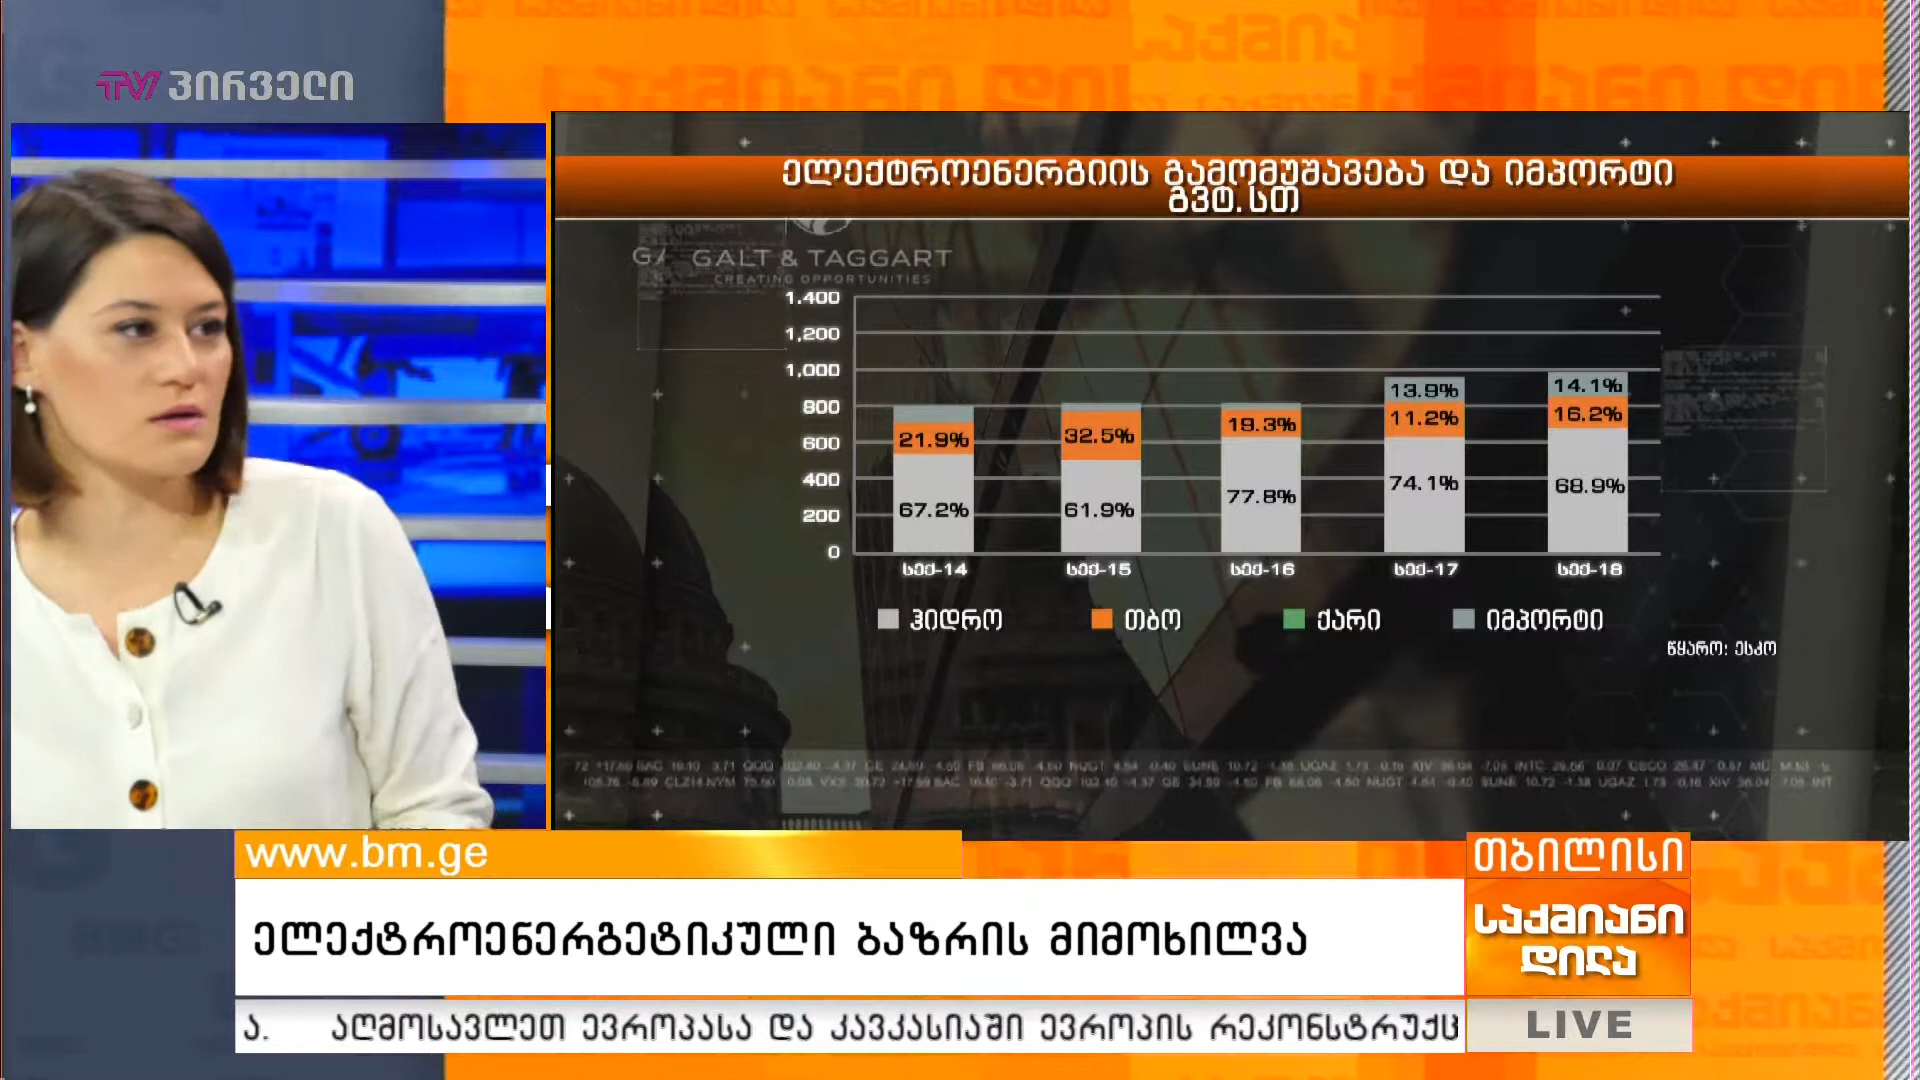 TV ᲞᲘᲠᲕᲔᲚᲘ
ᲔᲚᲔᲥᲢᲠᲝᲔᲜᲔᲠᲒᲘᲘᲡ ᲒᲐᲛᲝᲛᲣᲨᲐᲕᲔᲑᲐ ᲓᲐ ᲘᲛᲞᲝᲠᲢᲘ
ᲒᲕᲢ.ᲡᲗ
GALT & TAGGART
CREATING OPPORTUNITIES
1,400
1,200
1,000
800
600
400
200
0
21.9%
67.2%
32.5%
61.9%
19.3%
77.8%
13.9%
11.2%
74.1%
14.1%
16.2%
68.9%
ᲡᲔᲥ-14 ᲡᲔᲥ-15 ᲡᲔᲥ-16 ᲡᲔᲥ-17 ᲡᲔᲥ-18
ᲰᲘᲓᲠᲝ ᲗᲑᲝ ᲥᲐᲠᲘ ᲘᲛᲞᲝᲠᲢᲘ
ᲬᲧᲐᲠᲝ: ᲔᲡᲙᲝ
www.bm.ge
ᲗᲑᲘᲚᲘᲡᲘ
ᲔᲚᲔᲥᲢᲠᲝᲔᲜᲔᲠᲒᲔᲢᲘᲙᲣᲚᲘ ᲑᲐᲖᲠᲘᲡ ᲛᲘᲛᲝᲮᲘᲚᲕᲐ
ᲡᲐᲥᲛᲘᲐᲜᲘ
ᲓᲘᲚᲐ
Ა. ᲐᲦᲛᲝᲡᲐᲕᲚᲔᲗ ᲔᲕᲠᲝᲞᲐᲡᲐ ᲓᲐ ᲙᲐᲕᲙᲐᲡᲘᲐᲨᲘ ᲔᲕᲠᲝᲞᲘᲡ ᲠᲔᲙᲝᲜᲡᲢᲠᲣᲥᲪ
LIVE